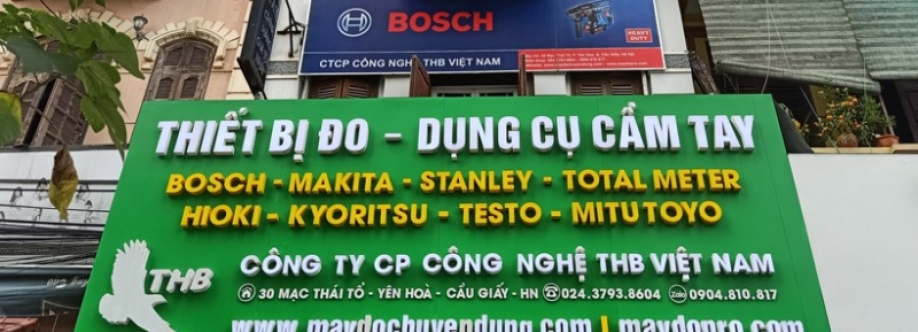 BOSCH
HEAVY DUTY
CTCP CÔNG NGHỆ THB VIỆT NAM
THIẾT BỊ ĐO - DỤNG CỤ CẦM TAY
BOSCH - MAKITA - STANLEY - TOTAL METER
HIOKI - KYORITSU - TESTO - MITUTOYO
THB
CÔNG TY CP CÔNG NGHỆ THB VIỆT NAM
30 MẠC THÁI TỔ - YÊN HOÀ - CẦU GIẤY - HN 024.3793.8604 Zalo 0904.810.817
www.maydochuyendung.com | maydopro.com